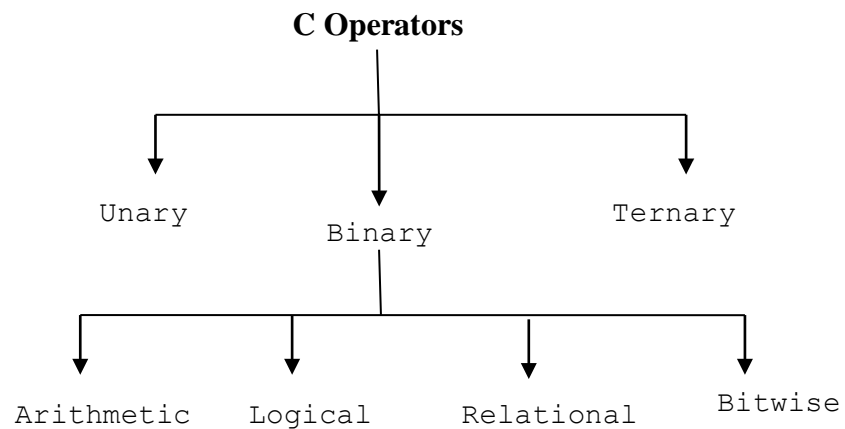 C Operators
Unary
Binary
Ternary
Arithmetic
Logical
Relational
Bitwise